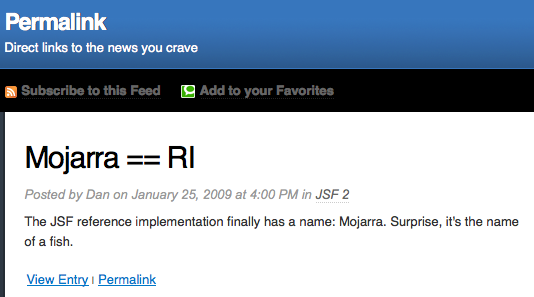 Permalink
Direct links to the news you crave
Subscribe to this Feed Add to your Favorites
Mojarra == RI
Posted by Dan on January 25, 2009 at 4:00 PM in JSF 2
The JSF reference implementation finally has a name: Mojarra. Surprise, it's the name
of a fish.
View Entry | Permalink